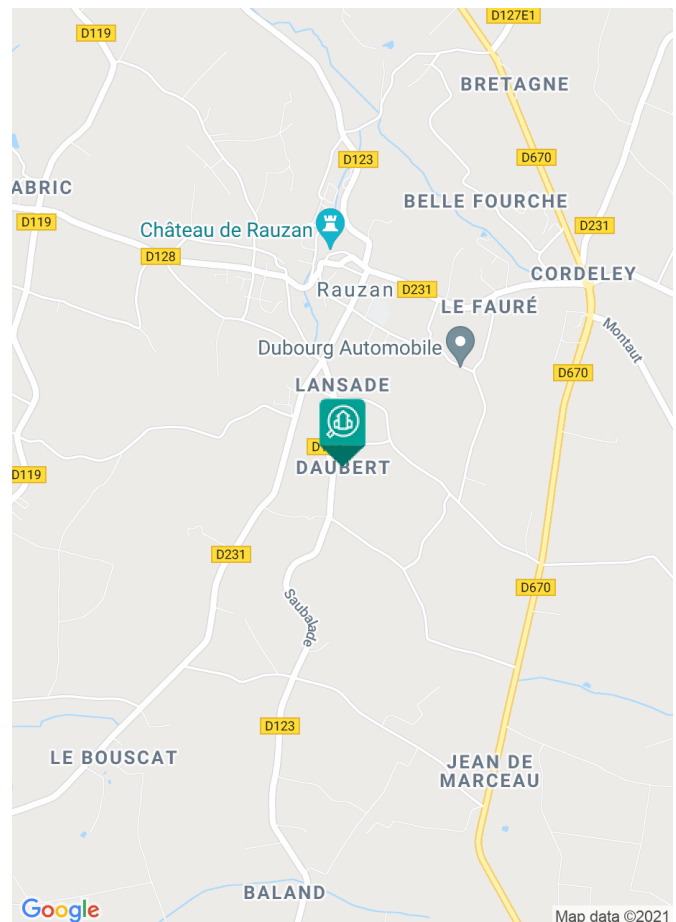 D127E1
D119
BRETAGNE
D123
D670
ABRIC
BELLE FOURCHE
D119
D231
Château de Rauzan
D128
CORDELEY
Rauzan
D231
LE FAURÉ
Montaut
Dubourg Automobile
D670
LANSADE
DAUBERT
D119
D231
D670
Saubalade
D123
LE BOUSCAT
JEAN DE
MARCEAU
BALAND
Google
Map data ©2021